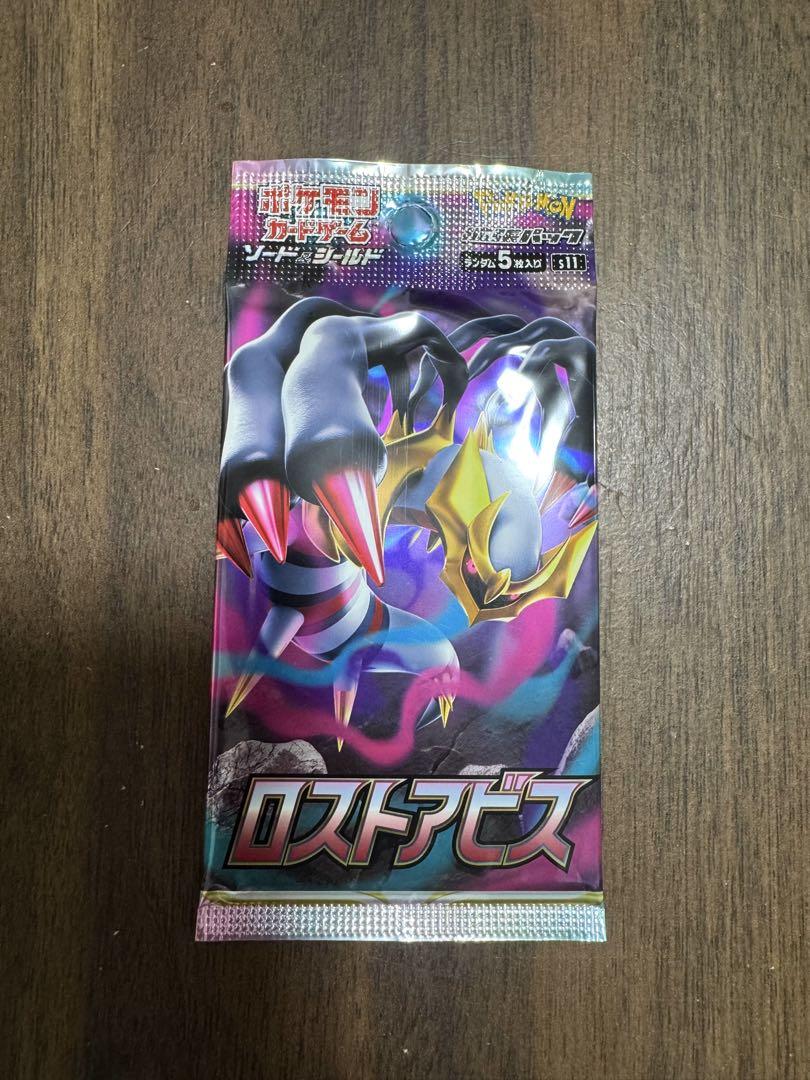 ポケモン
カードゲーム
ソード&シールド
POKÉMON
拡張パック
ランダム5枚入り s11
ロストアビス